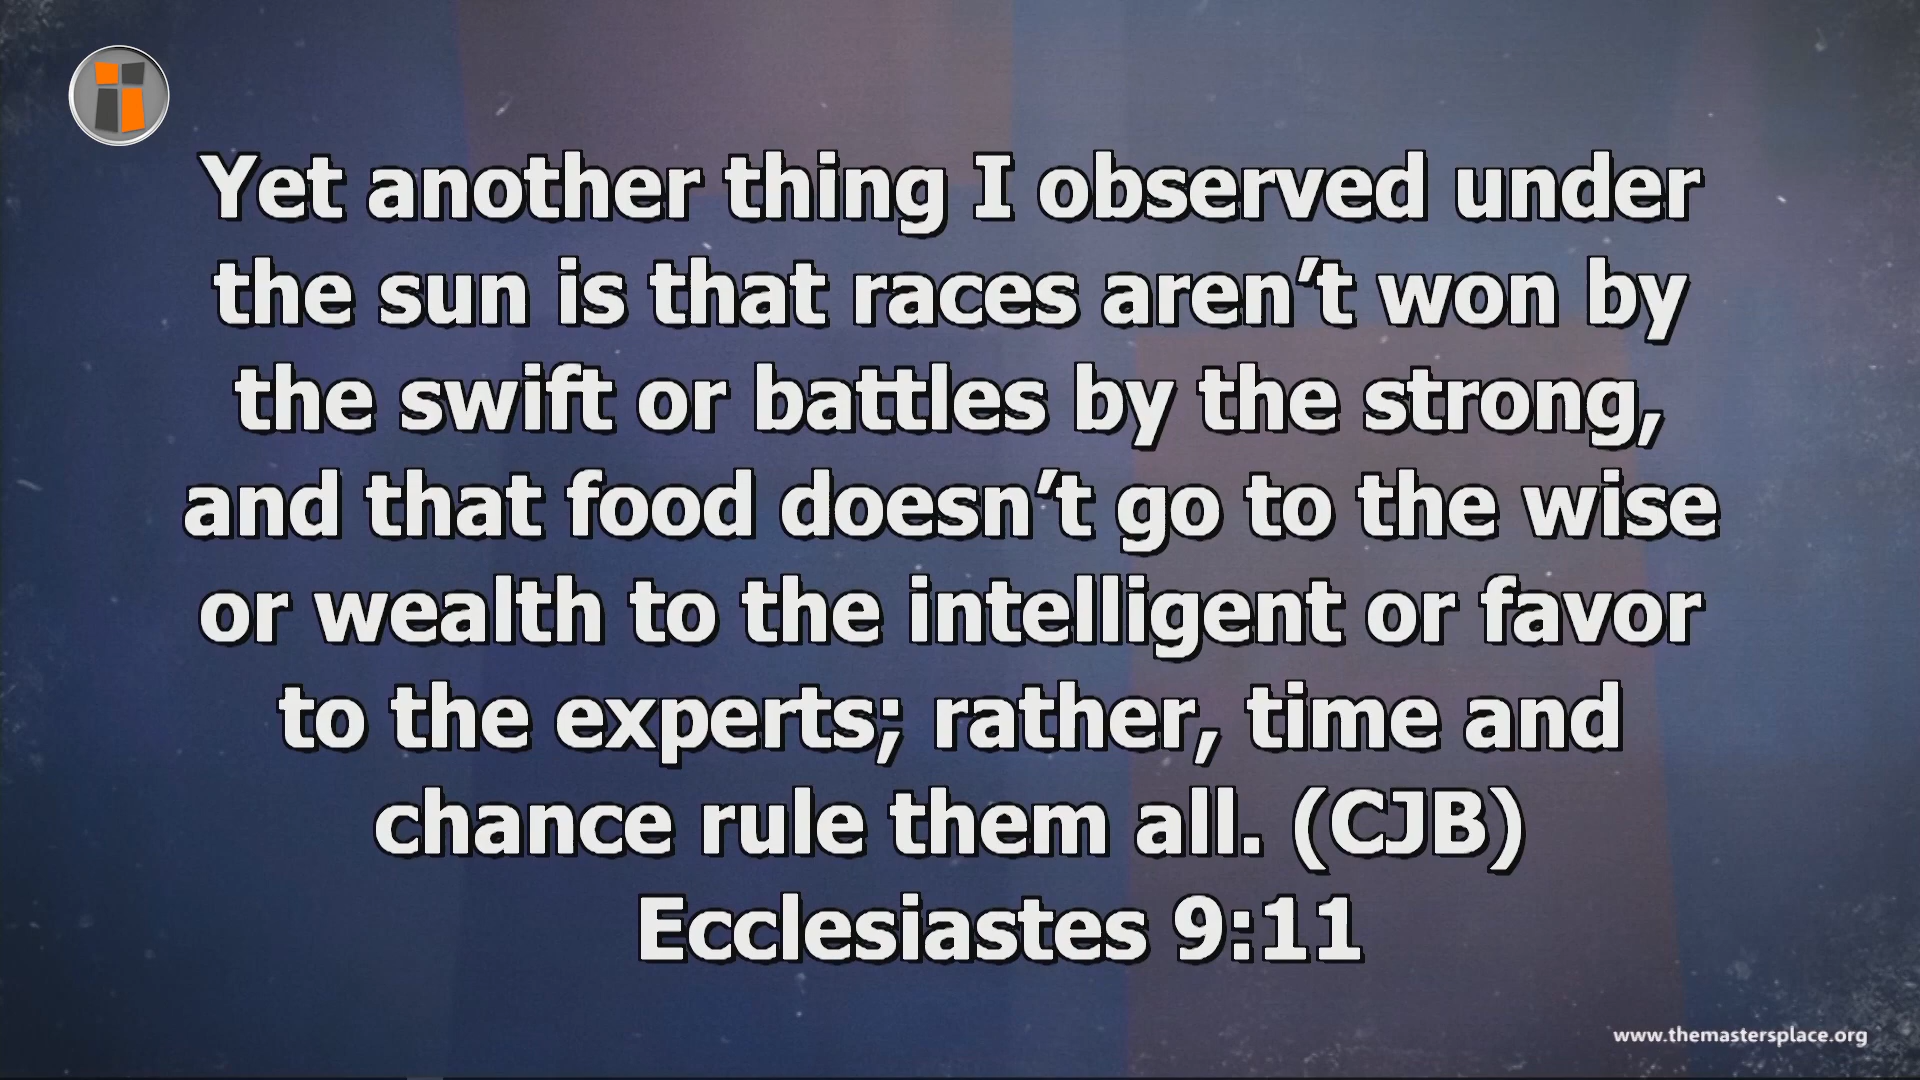 Yet another thing I observed under
the sun is that races aren’t won by
the swift or battles by the strong,
and that food doesn’t go to the wise
or wealth to the intelligent or favor
to the experts; rather, time and
chance rule them all. (CJB)
Ecclesiastes 9:11
www.themastersplace.org